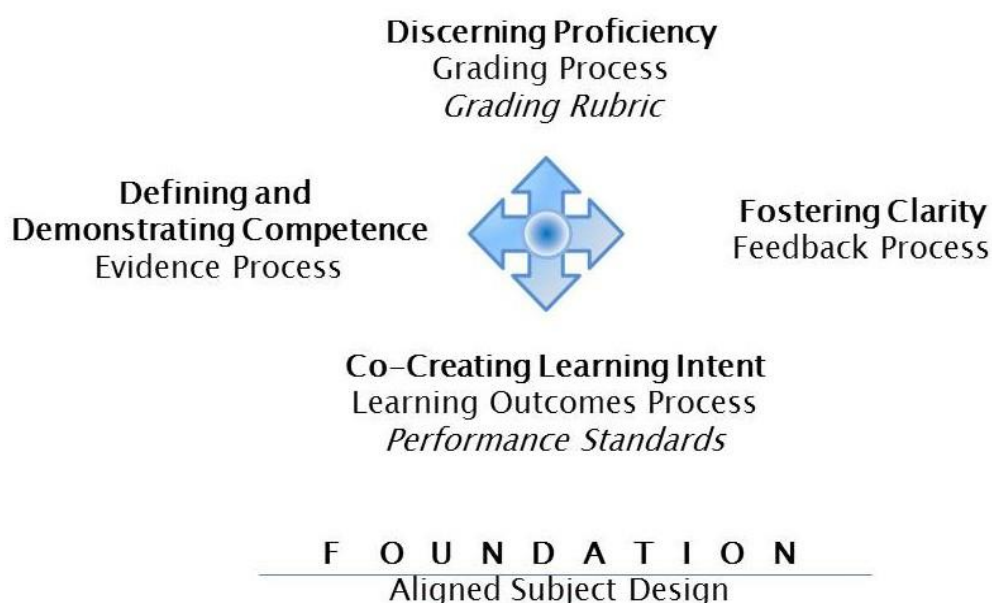 Discerning Proficiency
Grading Process
Grading Rubric
Defining and
Demonstrating Competence
Evidence Process
Fostering Clarity
Feedback Process
Co-Creating Learning Intent
Learning Outcomes Process
Performance Standards
F O U N D A T I O N
Aligned Subject Design